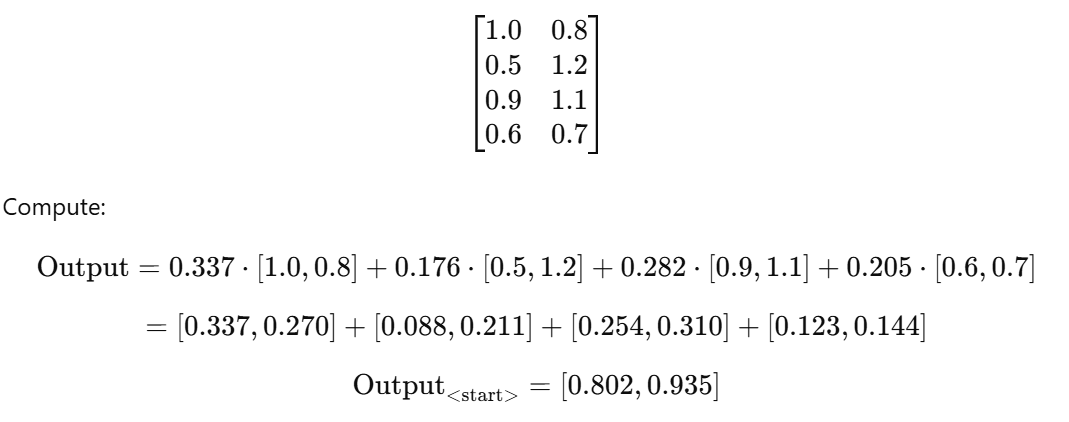 1.0 0.8
0.5 1.2
0.9 1.1
0.6 0.7
Compute:
Output = 0.337 · [1.0, 0.8] + 0.176 · [0.5, 1.2] + 0.282 · [0.9, 1.1] + 0.205 · [0.6, 0.7]
= [0.337, 0.270] + [0.088, 0.211] + [0.254, 0.310] + [0.123, 0.144]
Output<start> = [0.802, 0.935]